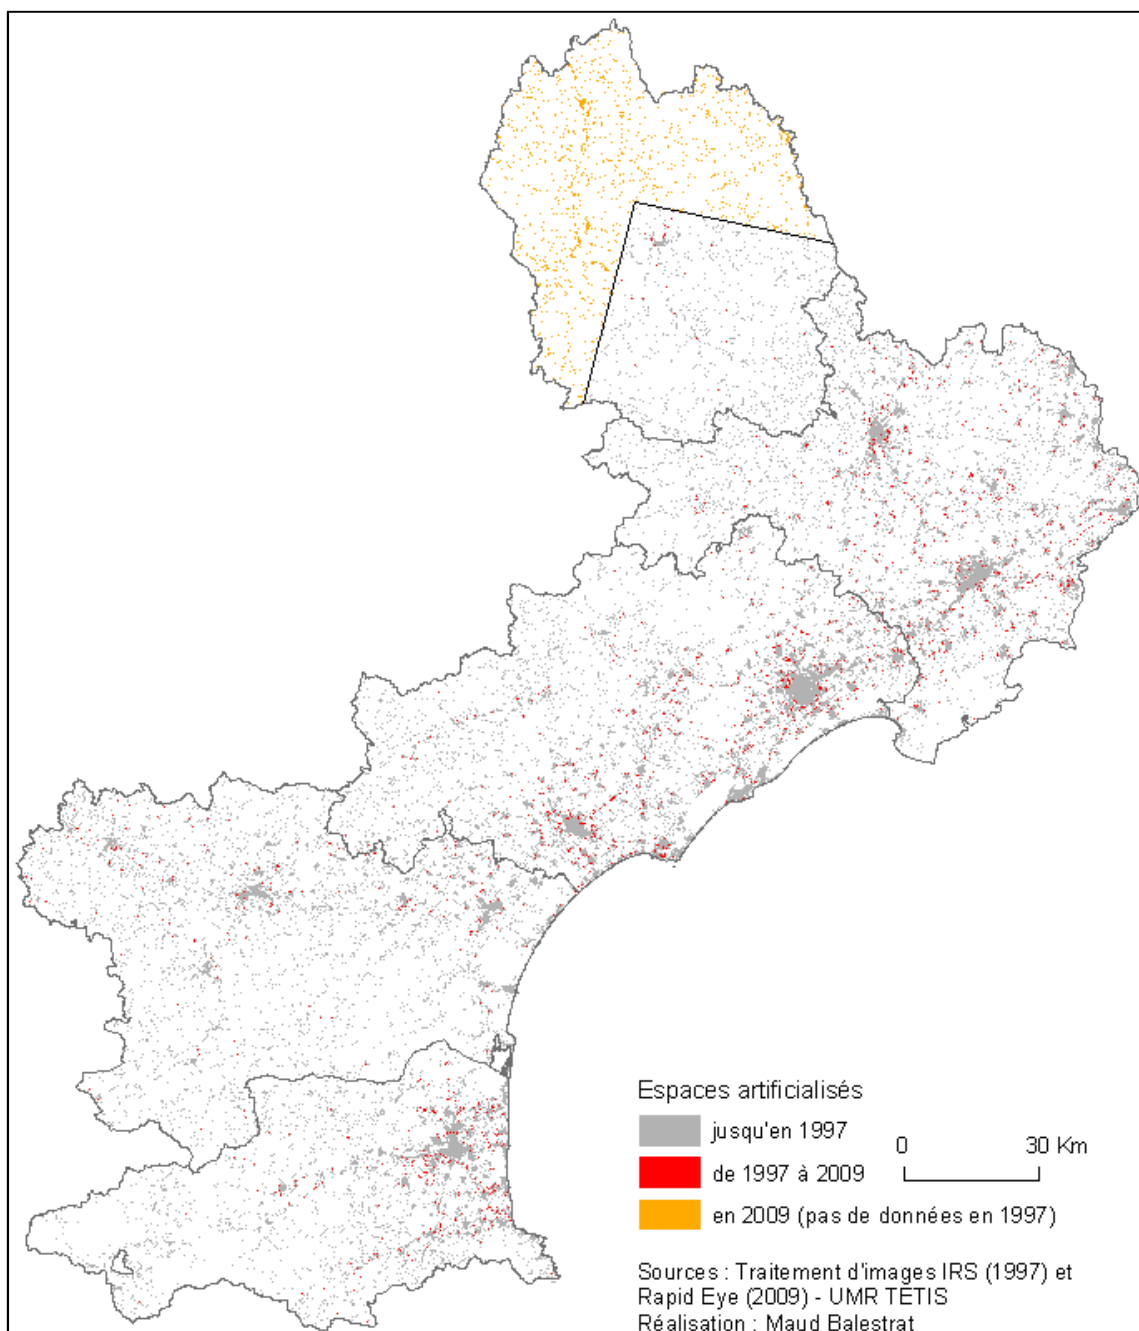 Espaces artificialisés
jusqu'en 1997
de 1997 à 2009
en 2009 (pas de données en 1997)
0 30 Km
Sources : Traitement d'images IRS (1997) et
Rapid Eye (2009) - UMR TETIS
Réalisation : Maud Balestrat